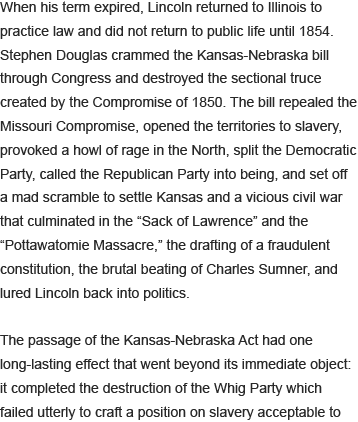 When his term expired, Lincoln returned to Illinois to
practice law and did not return to public life until 1854.
Stephen Douglas crammed the Kansas-Nebraska bill
through Congress and destroyed the sectional truce
created by the Compromise of 1850. The bill repealed the
Missouri Compromise, opened the territories to slavery,
provoked a howl of rage in the North, split the Democratic
Party, called the Republican Party into being, and set off
a mad scramble to settle Kansas and a vicious civil war
that culminated in the “Sack of Lawrence” and the
“Pottawatomie Massacre,” the drafting of a fraudulent
constitution, the brutal beating of Charles Sumner, and
lured Lincoln back into politics.

The passage of the Kansas-Nebraska Act had one
long-lasting effect that went beyond its immediate object:
it completed the destruction of the Whig Party which
failed utterly to craft a position on slavery acceptable to